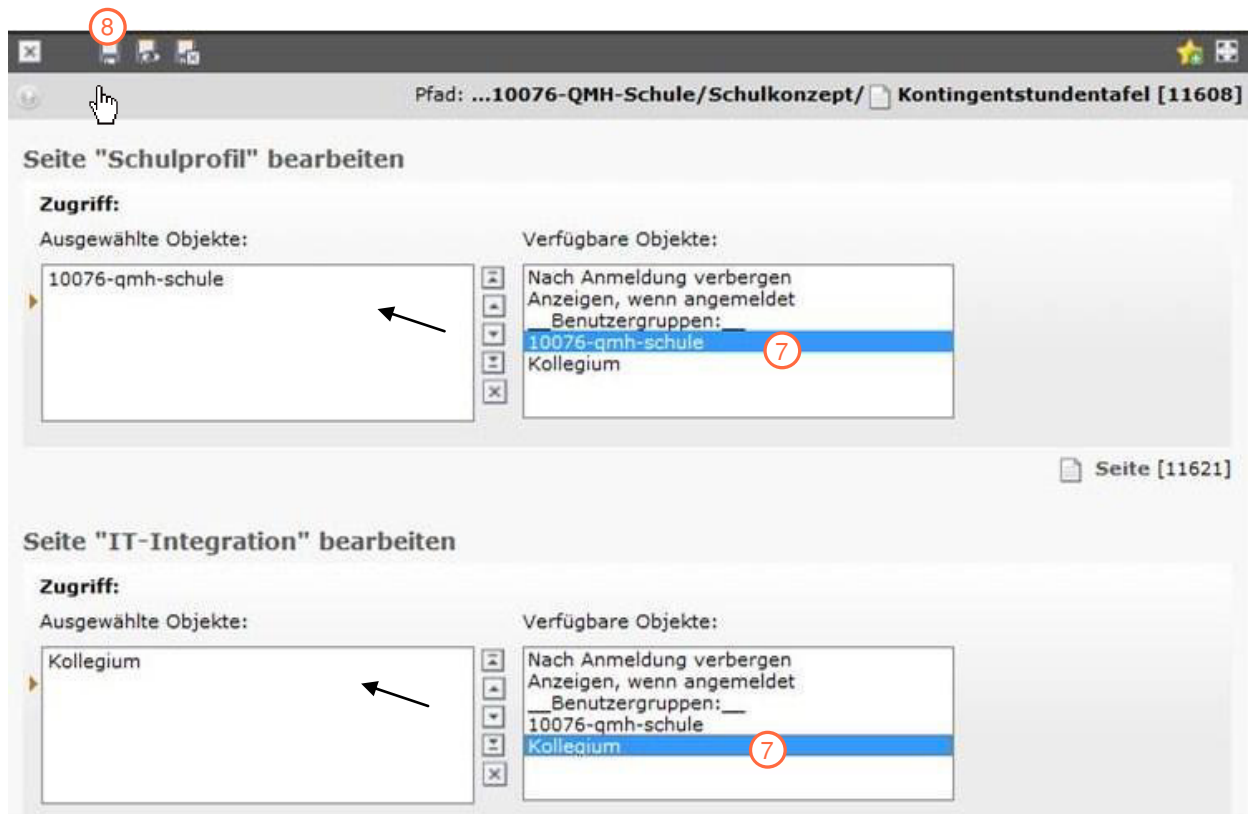 8
Pfad: ...10076-QMH-Schule/Schulkonzept/ Kontingentstundentafel [11608]
Seite "Schulprofil" bearbeiten
Zugriff:
Ausgewählte Objekte:
Verfügbare Objekte:
10076-qmh-schule
Nach Anmeldung verbergen
Anzeigen, wenn angemeldet
__Benutzergruppen:__
10076-qmh-schule
7
Kollegium
Seite [11621]
Seite "IT-Integration" bearbeiten
Zugriff:
Ausgewählte Objekte:
Verfügbare Objekte:
Kollegium
Nach Anmeldung verbergen
Anzeigen, wenn angemeldet
__Benutzergruppen:__
10076-qmh-schule
Kollegium
7